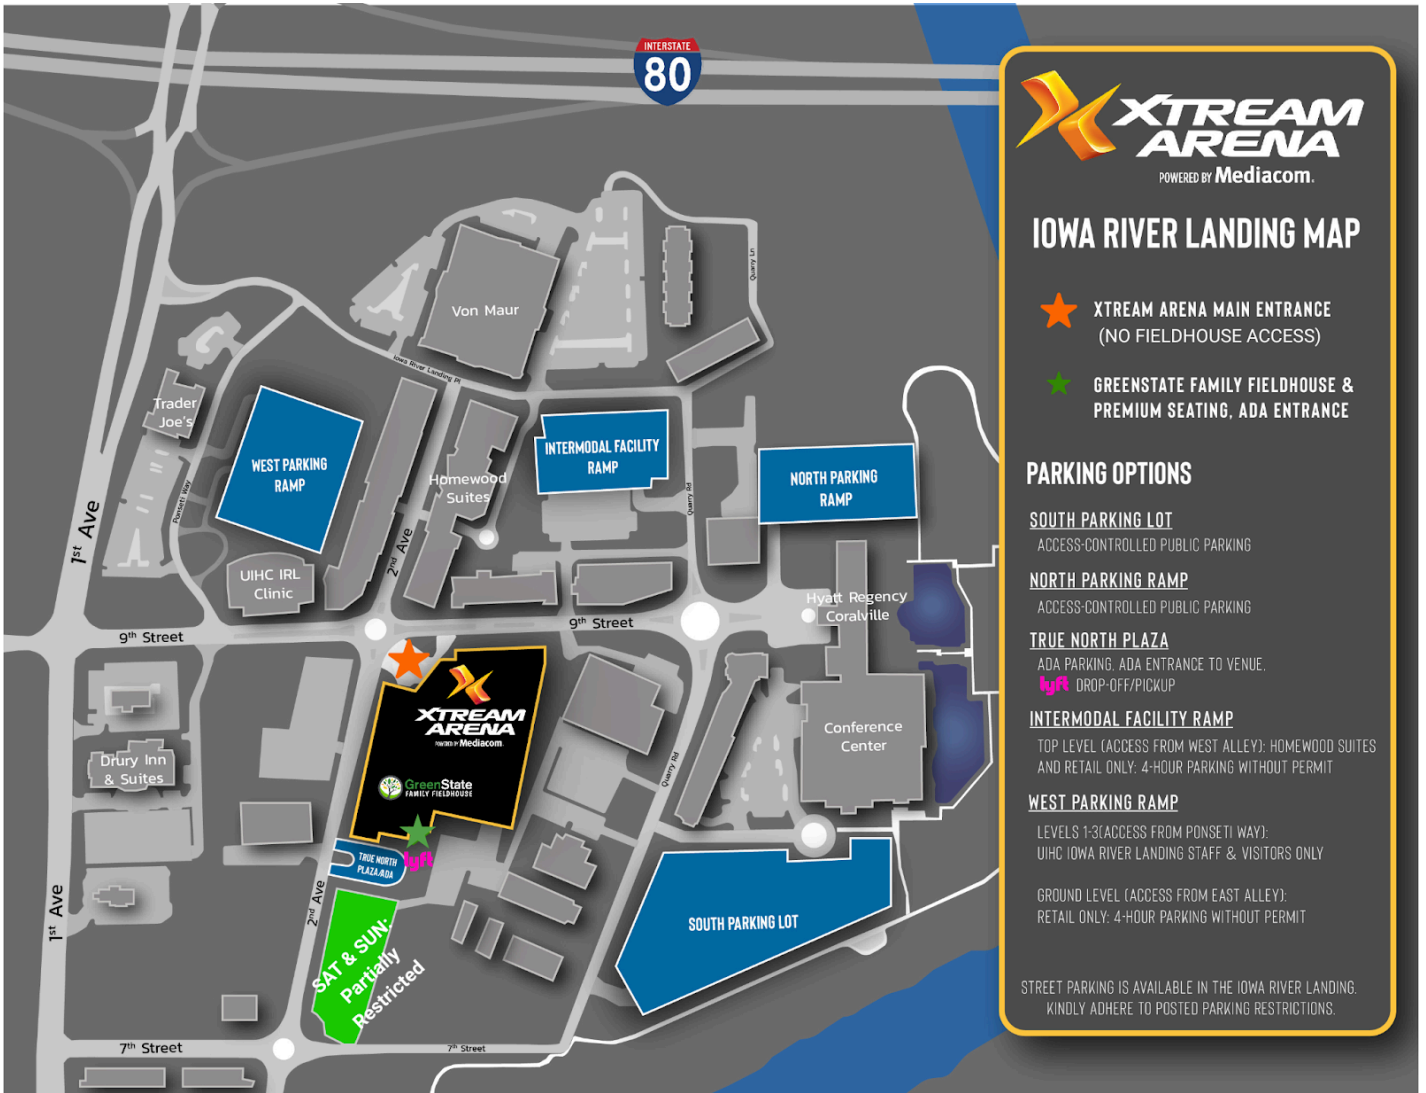 INTERSTATE
80
Von Maur
Quarry Ln
Iowa River Landing Pl
Trader
Joe's
WEST PARKING
RAMP
Ponseti Way
1st Ave
Homewood
Suites
INTERMODAL FACILITY
RAMP
Quarry Rd
NORTH PARKING
RAMP
2nd Ave
UIHC IRL
Clinic
Hyatt Regency
Coralville
9th Street
9th Street
XTREAM
ARENA
POWERED BY Mediacom
GreenState
FAMILY FIELDHOUSE
Drury Inn
& Suites
Quarry Rd
Conference
Center
lyft
TRUE NORTH
PLAZA/ADA
2nd Ave
1st Ave
SOUTH PARKING LOT
SAT & SUN:
Partially
Restricted
7th Street
7th Street
XTREAM
ARENA
POWERED BY Mediacom.
IOWA RIVER LANDING MAP
XTREAM ARENA MAIN ENTRANCE
(NO FIELDHOUSE ACCESS)
GREENSTATE FAMILY FIELDHOUSE &
PREMIUM SEATING, ADA ENTRANCE
PARKING OPTIONS
SOUTH PARKING LOT
ACCESS-CONTROLLED PUBLIC PARKING
NORTH PARKING RAMP
ACCESS-CONTROLLED PUBLIC PARKING
TRUE NORTH PLAZA
ADA PARKING, ADA ENTRANCE TO VENUE,
lyft DROP-OFF/PICKUP
INTERMODAL FACILITY RAMP
TOP LEVEL (ACCESS FROM WEST ALLEY): HOMEWOOD SUITES
AND RETAIL ONLY: 4-HOUR PARKING WITHOUT PERMIT
WEST PARKING RAMP
LEVELS 1-3(ACCESS FROM PONSETI WAY):
UIHC IOWA RIVER LANDING STAFF & VISITORS ONLY
GROUND LEVEL (ACCESS FROM EAST ALLEY):
RETAIL ONLY: 4-HOUR PARKING WITHOUT PERMIT
STREET PARKING IS AVAILABLE IN THE IOWA RIVER LANDING.
KINDLY ADHERE TO POSTED PARKING RESTRICTIONS.